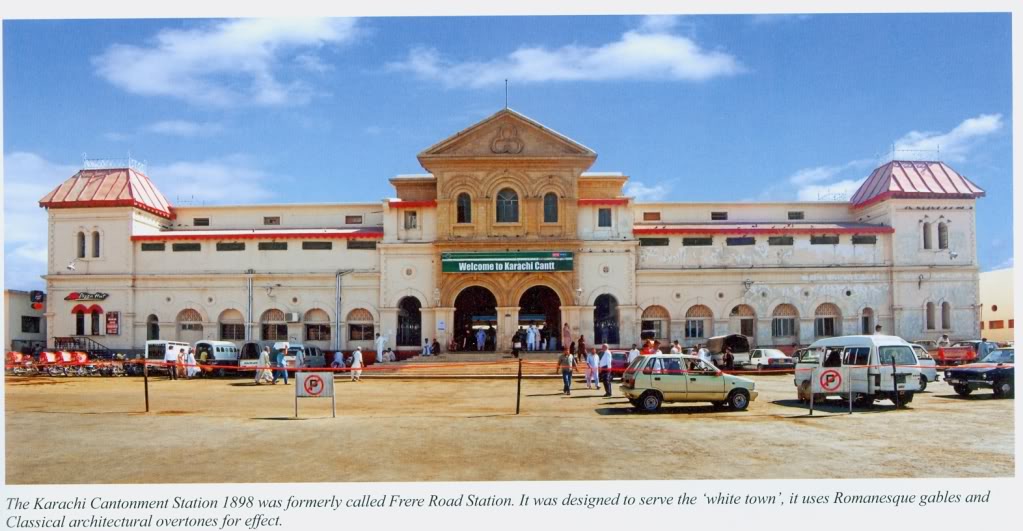 Welcome to Karachi Cantt
Pizza Hut
The Karachi Cantonment Station 1898 was formerly called Frere Road Station. It was designed to serve the ‘white town’, it uses Romanesque gables and
Classical architectural overtones for effect.